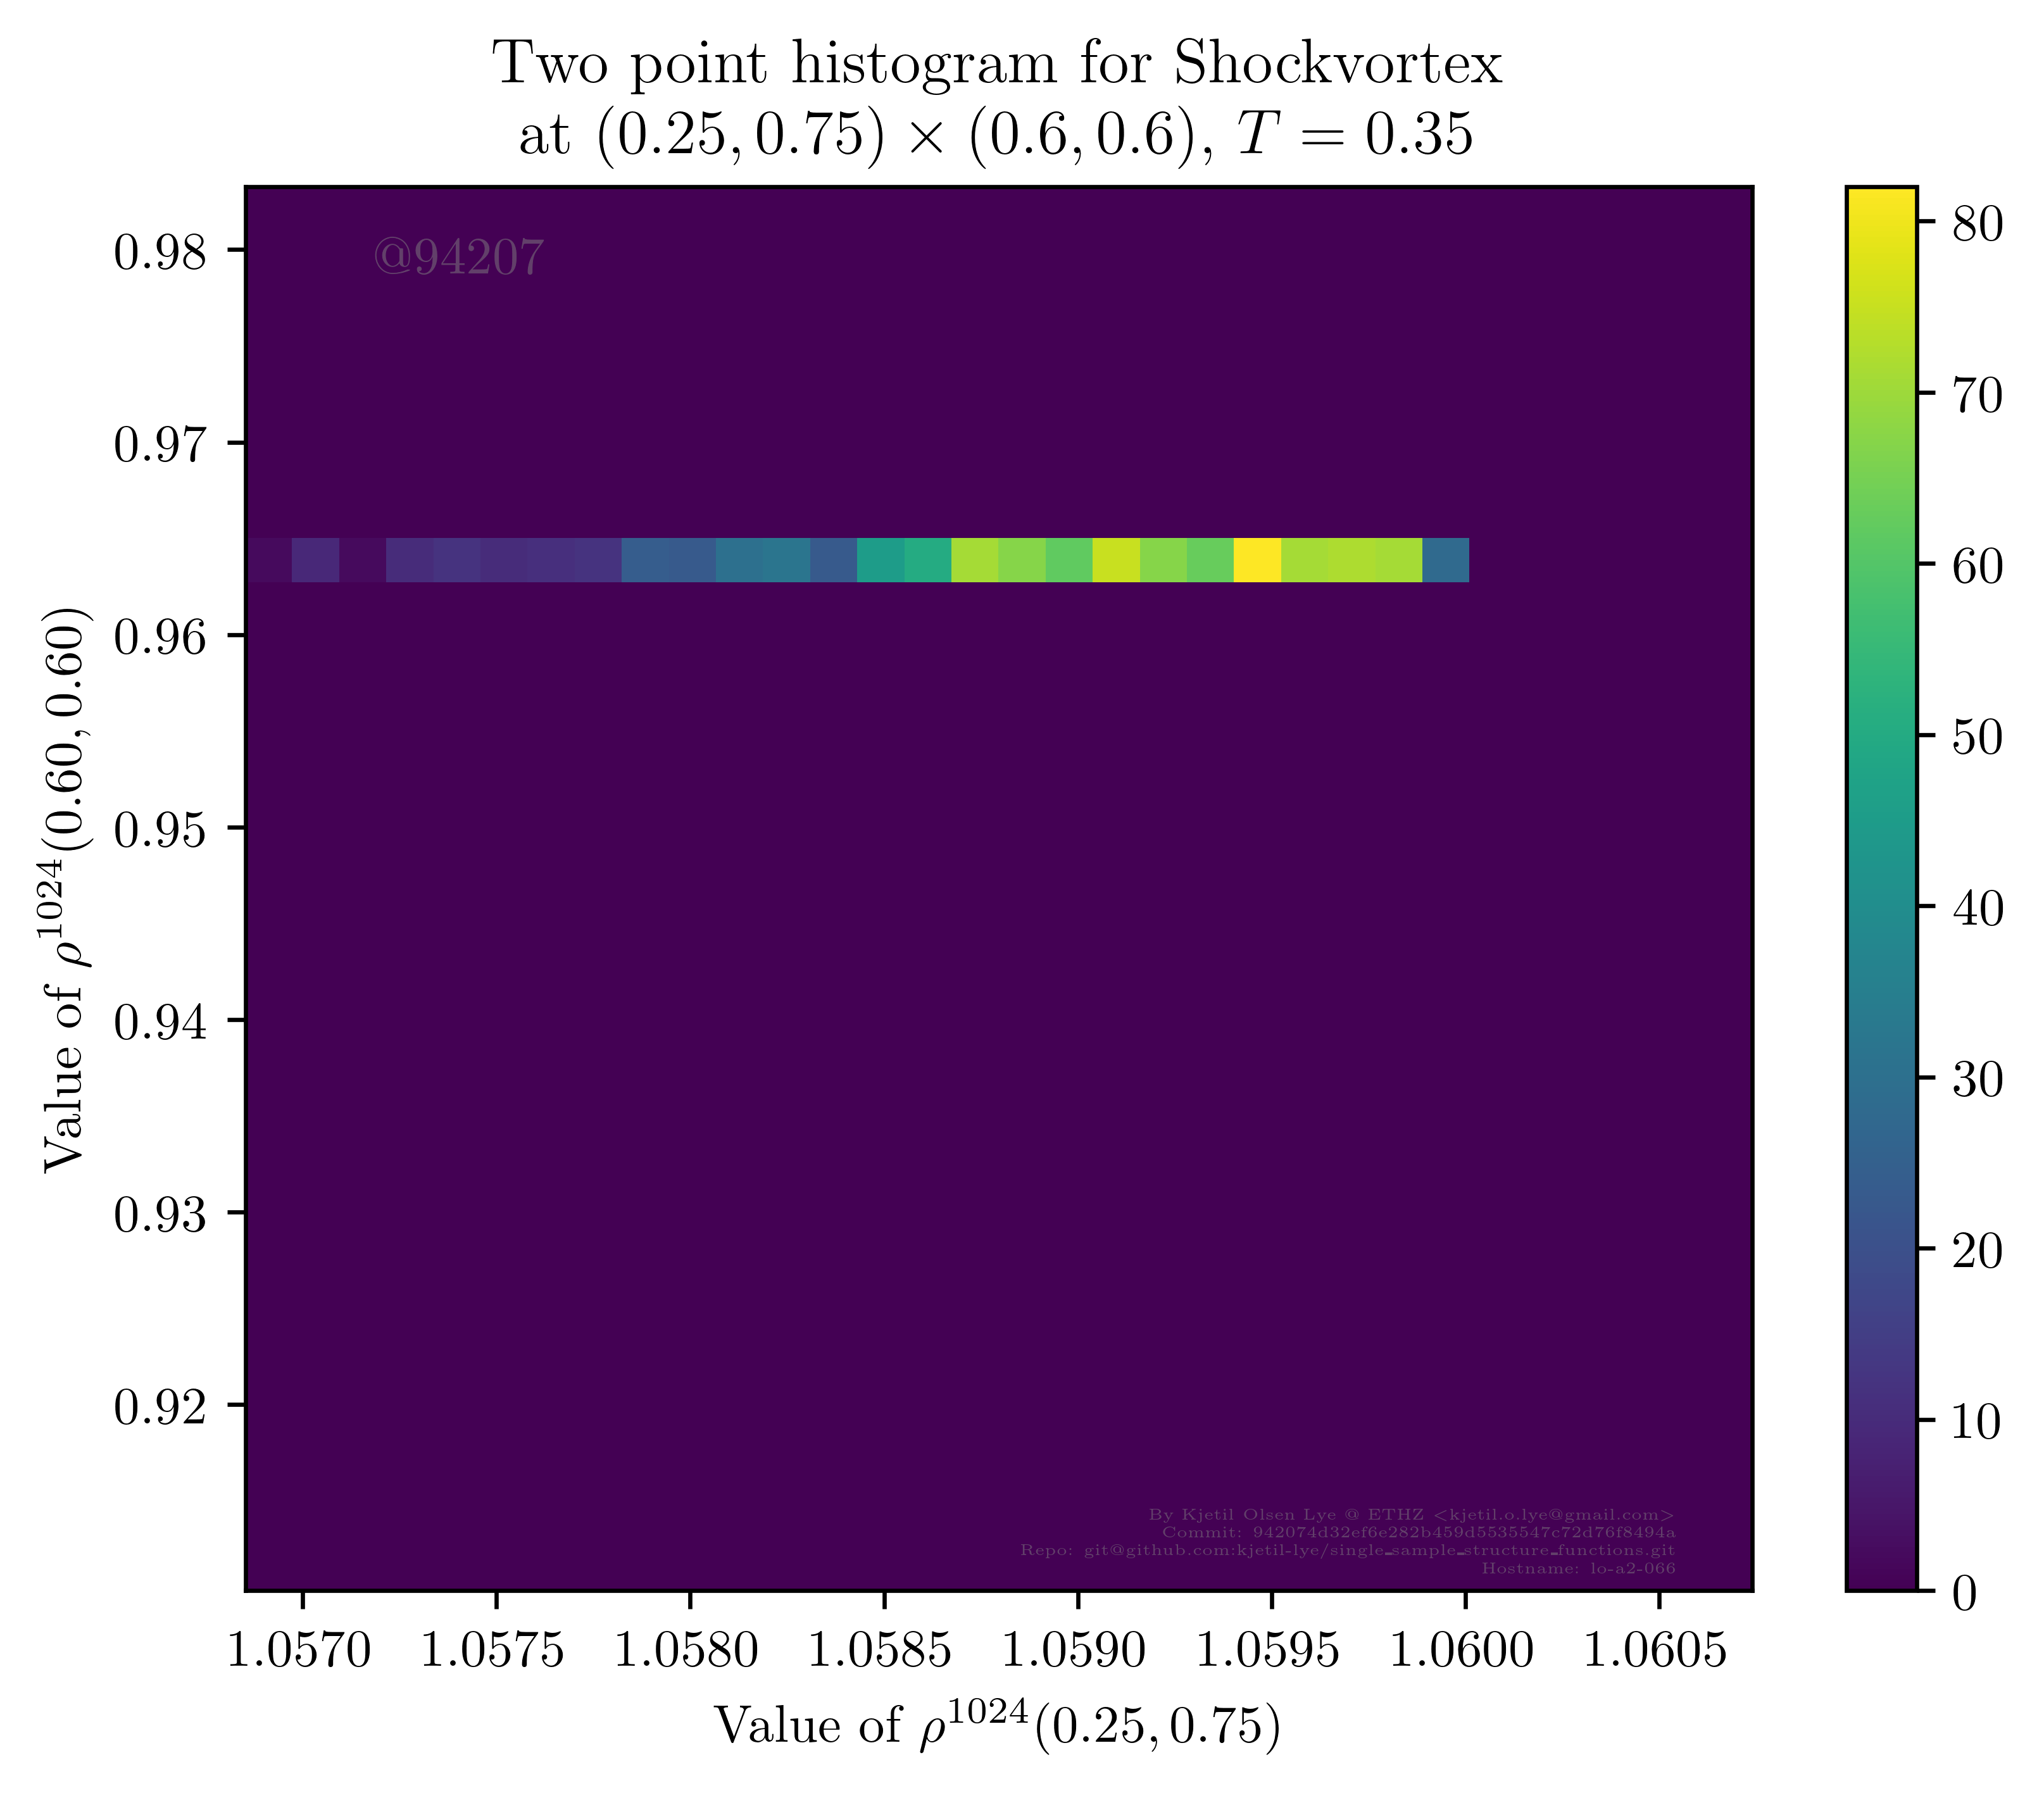 Two point histogram for Shockvortex
at (0.25, 0.75) × (0.6, 0.6), T = 0.35
@94207
0.98
0.97
0.96
0.95
0.94
0.93
0.92
Value of ρ^1024(0.60, 0.60)
80
70
60
50
40
30
20
10
0
By Kjetil Olsen Lye @ ETHZ <kjetil.o.lye@gmail.com>
Commit: 942074d32ef6e282b459d5535547c72d76f8494a
Repo: git@github.com:kjetil-lye/single_sample_structure_functions.git
Hostname: lo-a2-066
1.0570 1.0575 1.0580 1.0585 1.0590 1.0595 1.0600 1.0605
Value of ρ^1024(0.25, 0.75)